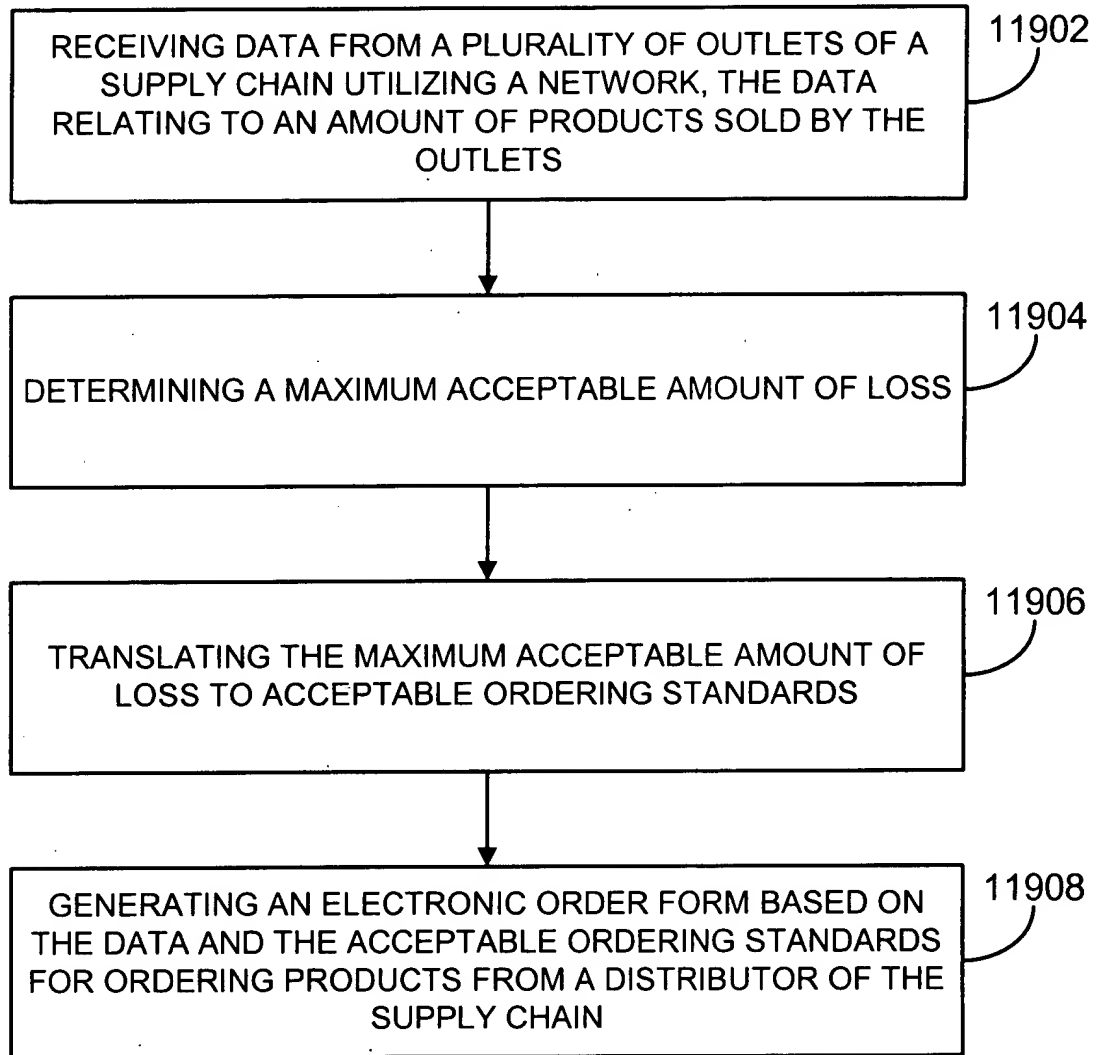 RECEIVING DATA FROM A PLURALITY OF OUTLETS OF A
SUPPLY CHAIN UTILIZING A NETWORK, THE DATA
RELATING TO AN AMOUNT OF PRODUCTS SOLD BY THE
OUTLETS
11902
DETERMINING A MAXIMUM ACCEPTABLE AMOUNT OF LOSS
11904
TRANSLATING THE MAXIMUM ACCEPTABLE AMOUNT OF
LOSS TO ACCEPTABLE ORDERING STANDARDS
11906
GENERATING AN ELECTRONIC ORDER FORM BASED ON
THE DATA AND THE ACCEPTABLE ORDERING STANDARDS
FOR ORDERING PRODUCTS FROM A DISTRIBUTOR OF THE
SUPPLY CHAIN
11908